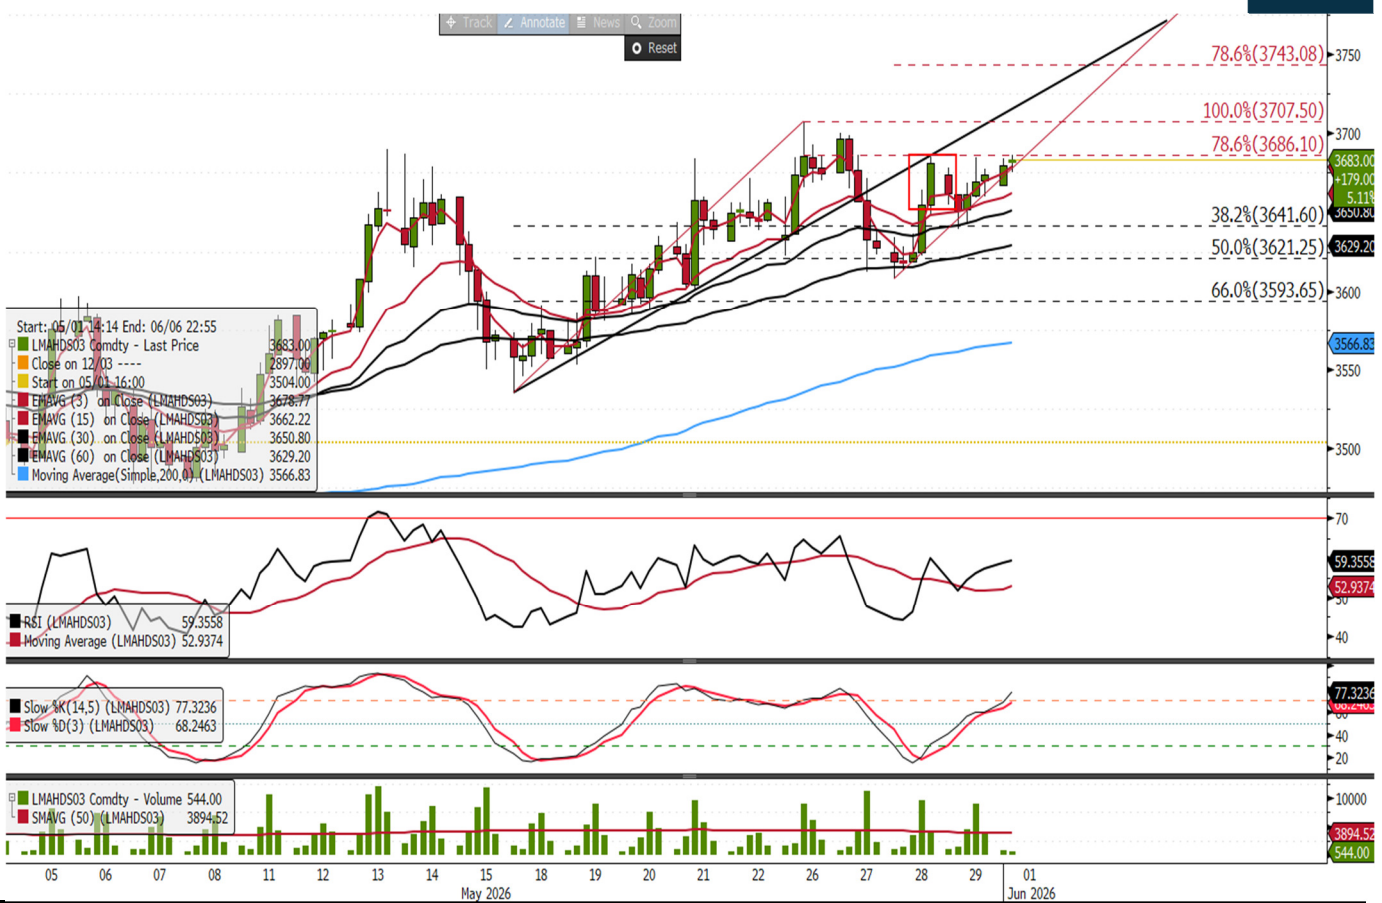 Track Annotate News Zoom
Reset
78.6%(3743.08)
100.0%(3707.50)
78.6%(3686.10)
38.2%(3641.60)
50.0%(3621.25)
66.0%(3593.65)
3750
3700
3683.00
+179.00
5.11%
3650.80
3629.20
3600
3566.83
3550
3500
Start: 05/01 14:14 End: 06/06 22:55
LMAHDS03 Comdty - Last Price 3683.00
Close on 12/03 ---- 2897.00
Start on 05/01 16:00 3504.00
EMAVG (3) on Close (LMAHDS03) 3678.77
EMAVG (15) on Close (LMAHDS03) 3662.22
EMAVG (30) on Close (LMAHDS03) 3650.80
EMAVG (60) on Close (LMAHDS03) 3629.20
Moving Average(Simple,200,0) (LMAHDS03) 3566.83
70
59.3558
52.9374
50
40
RSI (LMAHDS03) 59.3558
Moving Average (LMAHDS03) 52.9374
Slow %K(14,5) (LMAHDS03) 77.3236
Slow %D(3) (LMAHDS03) 68.2463
77.3236
68.2463
60
40
20
LMAHDS03 Comdty - Volume 544.00
SMAVG (50) (LMAHDS03) 3894.52
10000
3894.52
544.00
05 06 07 08 11 12 13 14 15 18 19 20 21 22 26 27 28 29 01
May 2026 Jun 2026